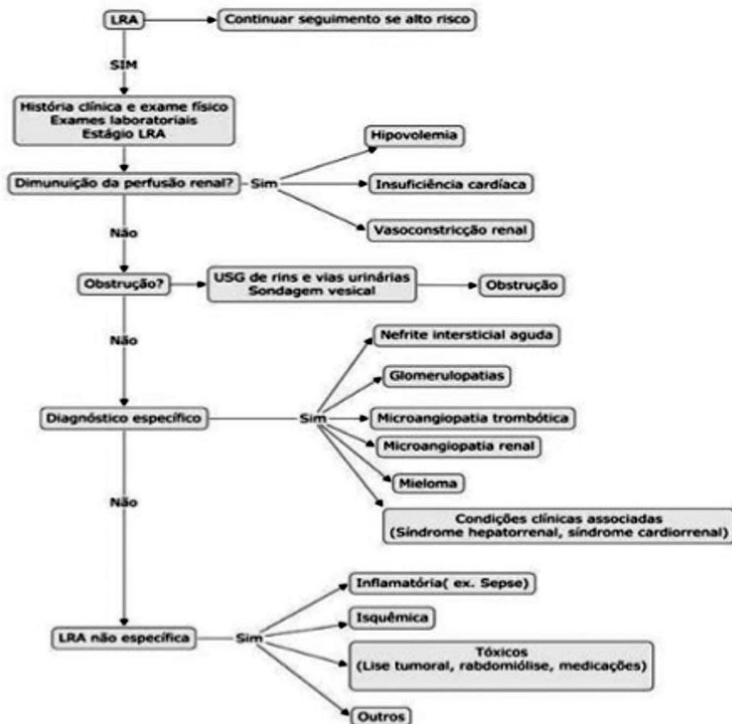 LRA
Continuar seguimento se alto risco
SIM
História clínica e exame físico
Exames laboratoriais
Estágio LRA
Hipovolemia
Dimunuição da perfusão renal?
Sim
Insuficiência cardíaca
Vasoconstricção renal
Não
Obstrução?
USG de rins e vias urinárias
Sondagem vesical
Obstrução
Não
Nefrite intersticial aguda
Glomerulopatias
Diagnóstico específico
Sim
Microangiopatia trombótica
Microangiopatia renal
Mieloma
Não
Condições clínicas associadas
(Síndrome hepatorrenal, síndrome cardiorrenal)
Inflamatória( ex. Sepse)
Isquêmica
LRA não específica
Sim
Tóxicos
(Lise tumoral, rabdomiólise, medicações)
Outros